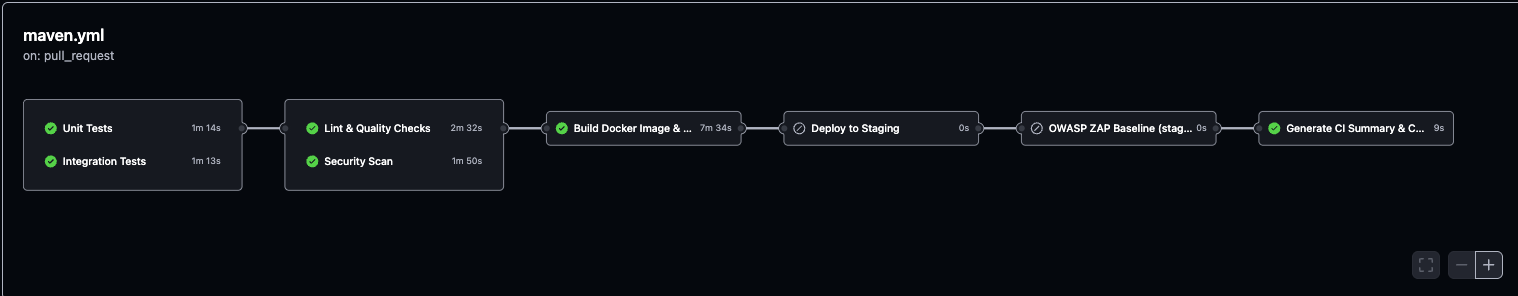 maven.yml
on: pull_request
Unit Tests 1m 14s
Integration Tests 1m 13s
Lint & Quality Checks 2m 32s
Security Scan 1m 50s
Build Docker Image & ... 7m 34s
Deploy to Staging 0s
OWASP ZAP Baseline (stag... 0s
Generate CI Summary & C... 9s